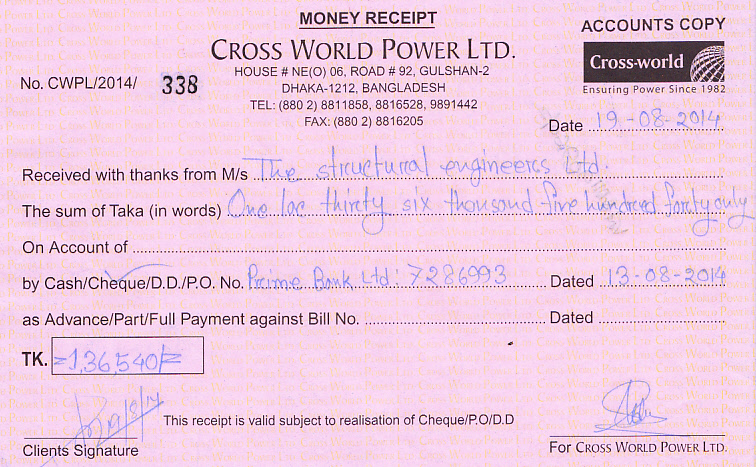 MONEY RECEIPT
ACCOUNTS COPY
CROSS WORLD POWER LTD.
Cross-world
Ensuring Power Since 1982
No. CWPL/2014/ 338
HOUSE # NE(O) 06, ROAD # 92, GULSHAN-2
DHAKA-1212, BANGLADESH
TEL: (880 2) 8811858, 8816528, 9891442
FAX: (880 2) 8816205
Date 19-08-2014
Received with thanks from M/s The structural engineers Ltd.
The sum of Taka (in words) One lac thirty six thousand five hundred forty only
On Account of
by Cash/Cheque/D.D./P.O. No. Prime Bank Ltd: 7286993 Dated 13-08-2014
as Advance/Part/Full Payment against Bill No. Dated
TK. =1,36,540/=
19/8/14
This receipt is valid subject to realisation of Cheque/P.O/D.D
Clients Signature
For CROSS WORLD POWER LTD.